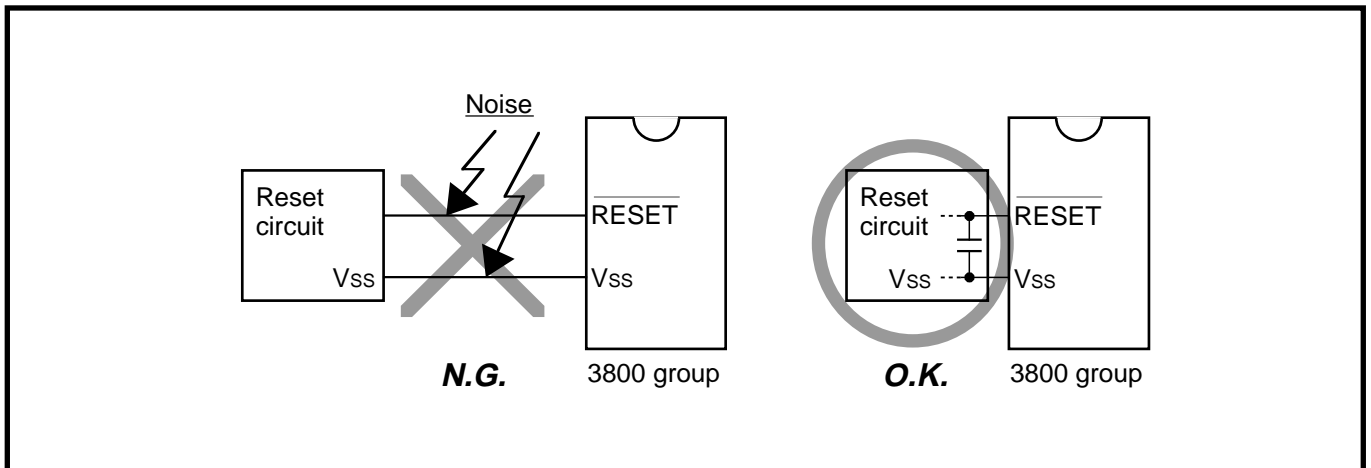 Noise
Reset
circuit
VSS
RESET
VSS
N.G.
3800 group
Reset
circuit
VSS
RESET
VSS
O.K.
3800 group